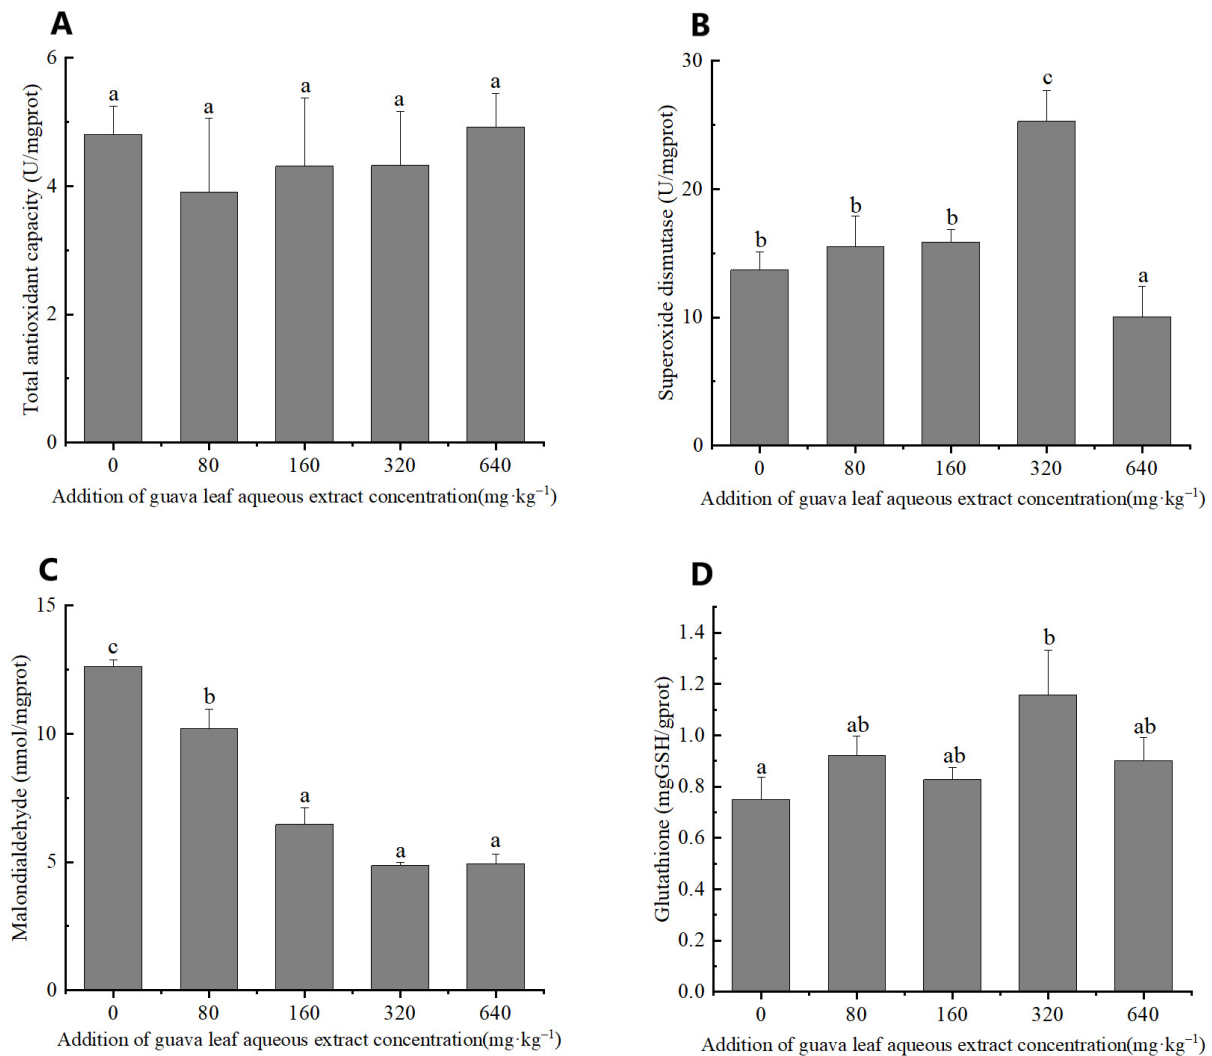 A
Total antioxidant capacity (U/mgprot)
6
4
2
0
a
a
a
a
a
0 80 160 320 640
Addition of guava leaf aqueous extract concentration(mg·kg⁻¹)
B
Superoxide dismutase (U/mgprot)
30
20
10
0
b
b
b
c
a
0 80 160 320 640
Addition of guava leaf aqueous extract concentration(mg·kg⁻¹)
C
Malondialdehyde (nmol/mgprot)
15
10
5
0
c
b
a
a
a
0 80 160 320 640
Addition of guava leaf aqueous extract concentration(mg·kg⁻¹)
D
Glutathione (mgGSH/gprot)
1.4
1.2
1.0
0.8
0.6
0.4
0.2
0.0
a
ab
ab
b
ab
0 80 160 320 640
Addition of guava leaf aqueous extract concentration(mg·kg⁻¹)